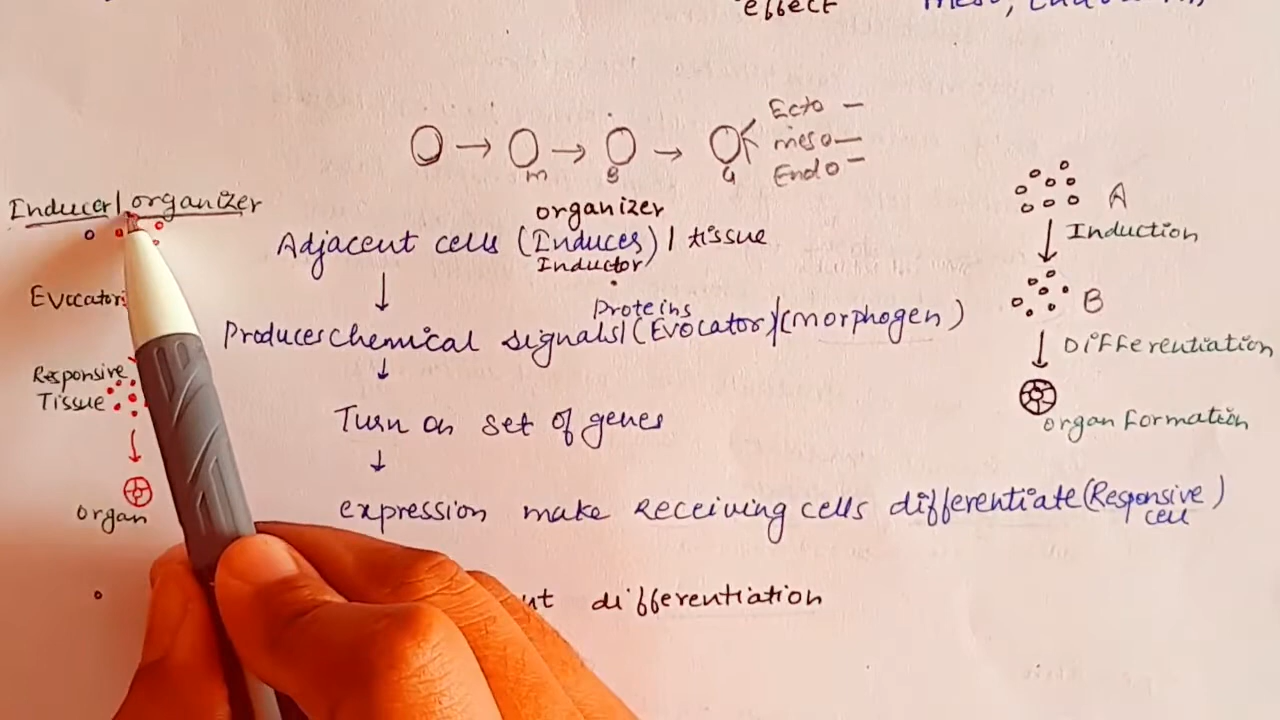 effect
Ecto -
meso -
Endo -
m
B
G
Inducer/organizer
organizer
Adjacent cells (Induces) / tissue
Inductor
Evocator
Proteins
Produces chemical signals/(Evocator)/(morphogen)
Responsive
Tissue
Turn on set of genes
organ
expression make Receiving cells differentiate (Responsive)
cell
differentiation
A
Induction
B
Differentiation
organ Formation